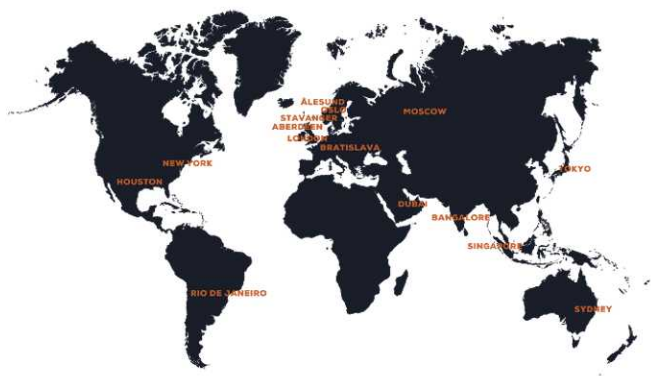 ÅLESUND
OSLO
MOSCOW
STAVANGER
ABERDEEN
LONDON
BRATISLAVA
NEW YORK
TOKYO
HOUSTON
DUBAI
BANGALORE
SINGAPORE
RIO DE JANEIRO
SYDNEY